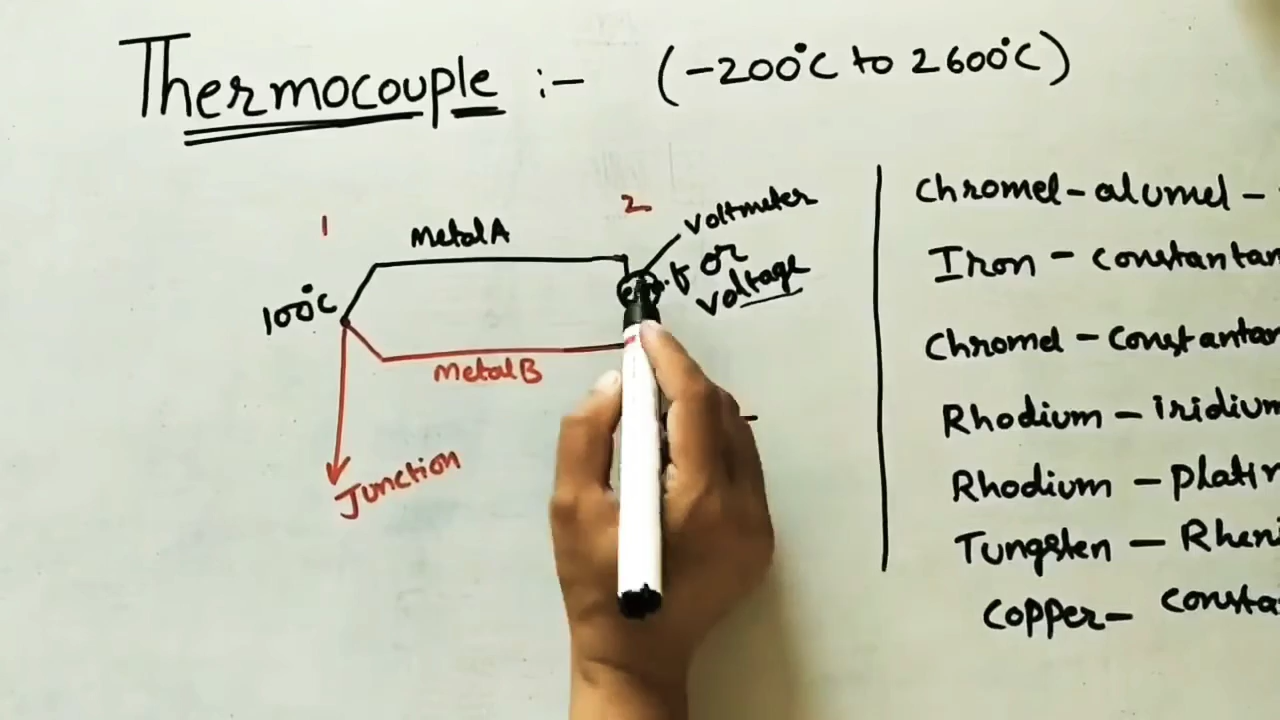 Thermocouple :- (-200°C to 2600°C)
1
2
Metal A
voltmeter
or
voltage
100°C
Metal B
Junction
Chromel - alumel -
Iron - constantan
Chromel - constantan
Rhodium - iridium
Rhodium - platin
Tungsten - Rheni
Copper - consta